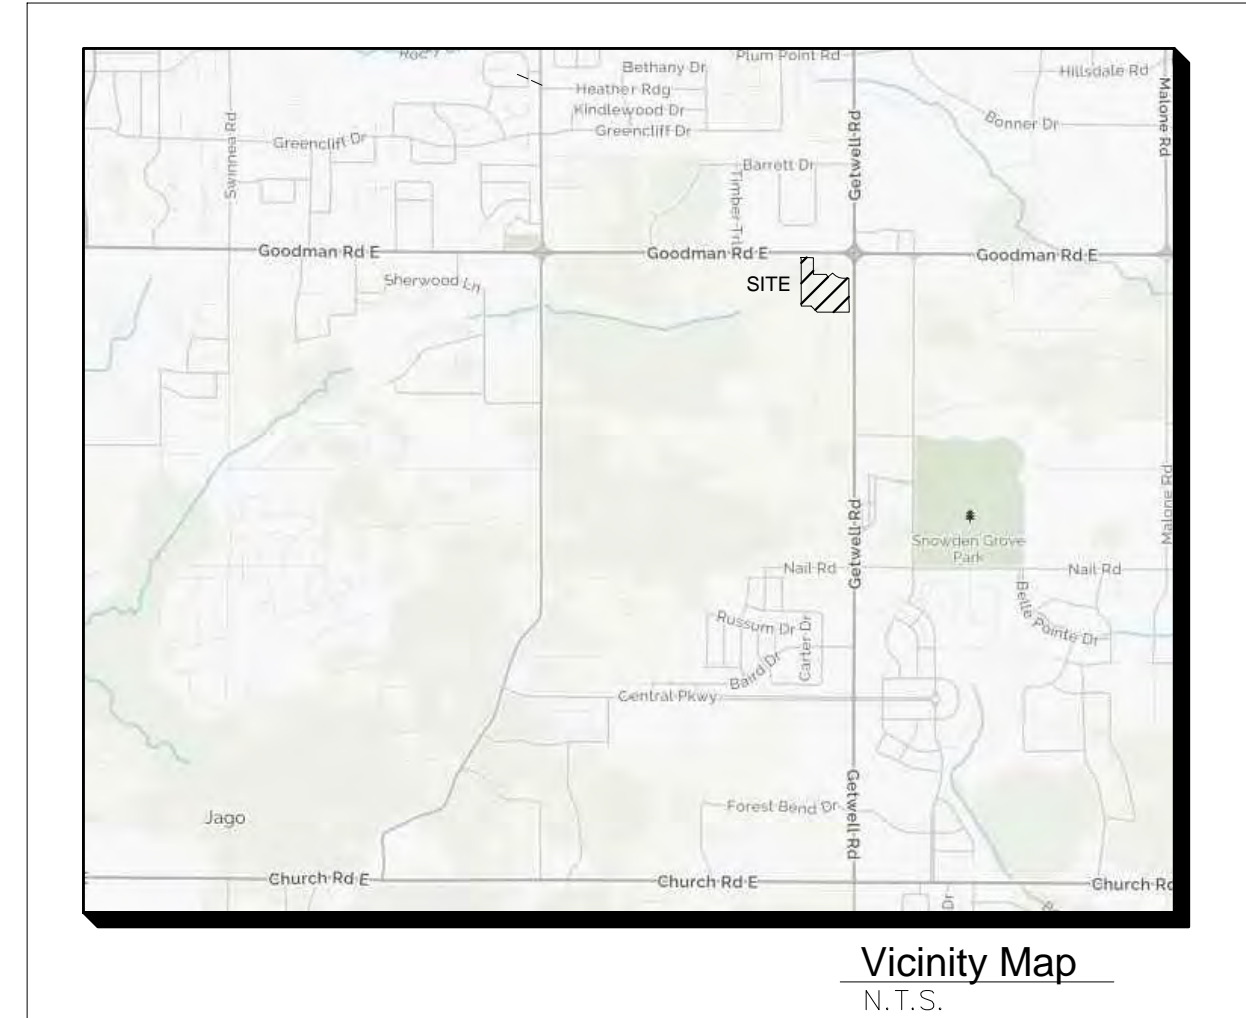 Plum Point Rd
Bethany Dr
Hillsdale Rd
Heather Rdg
Kindlewood Dr
Bonner Dr
Greencliff Dr
Greencliff Dr
Swinnea Rd
Getwell Rd
Malone Rd
Barrett Dr
Timber Trl
Goodman Rd E
Goodman Rd E
Goodman Rd E
Sherwood Ln
SITE
Getwell Rd
Malone Rd
Snowden Grove
Park
Nail Rd
Nail Rd
Belle Pointe Dr
Russum Dr
Carter Dr
Baird Dr
Central Pkwy
Getwell Rd
Forest Bend Dr
Jago
Church Rd E
Church Rd E
Church Rd
Dr
Vicinity Map
N.T.S.